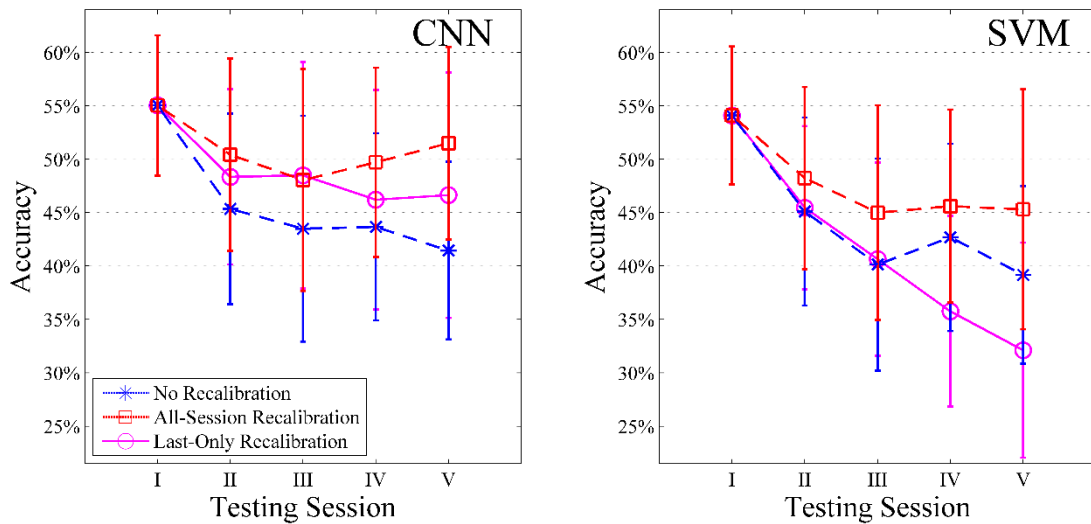 CNN
60%
55%
50%
45%
40%
35%
30%
25%
Accuracy
No Recalibration
All-Session Recalibration
Last-Only Recalibration
I II III IV V
Testing Session
SVM
60%
55%
50%
45%
40%
35%
30%
25%
Accuracy
I II III IV V
Testing Session